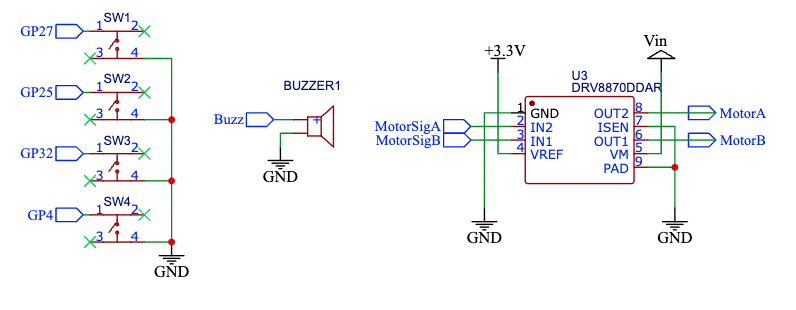 SW1
GP27
1 2
3 4
SW2
GP25
1 2
3 4
SW3
GP32
1 2
3 4
SW4
GP4
1 2
3 4
GND
BUZZER1
Buzz
+
GND
+3.3V
Vin
U3
DRV8870DDAR
1 GND
MotorSigA 2 IN2
MotorSigB 3 IN1
4 VREF
OUT2 8 MotorA
ISEN 7
OUT1 6 MotorB
VM 5
PAD 9
GND
GND